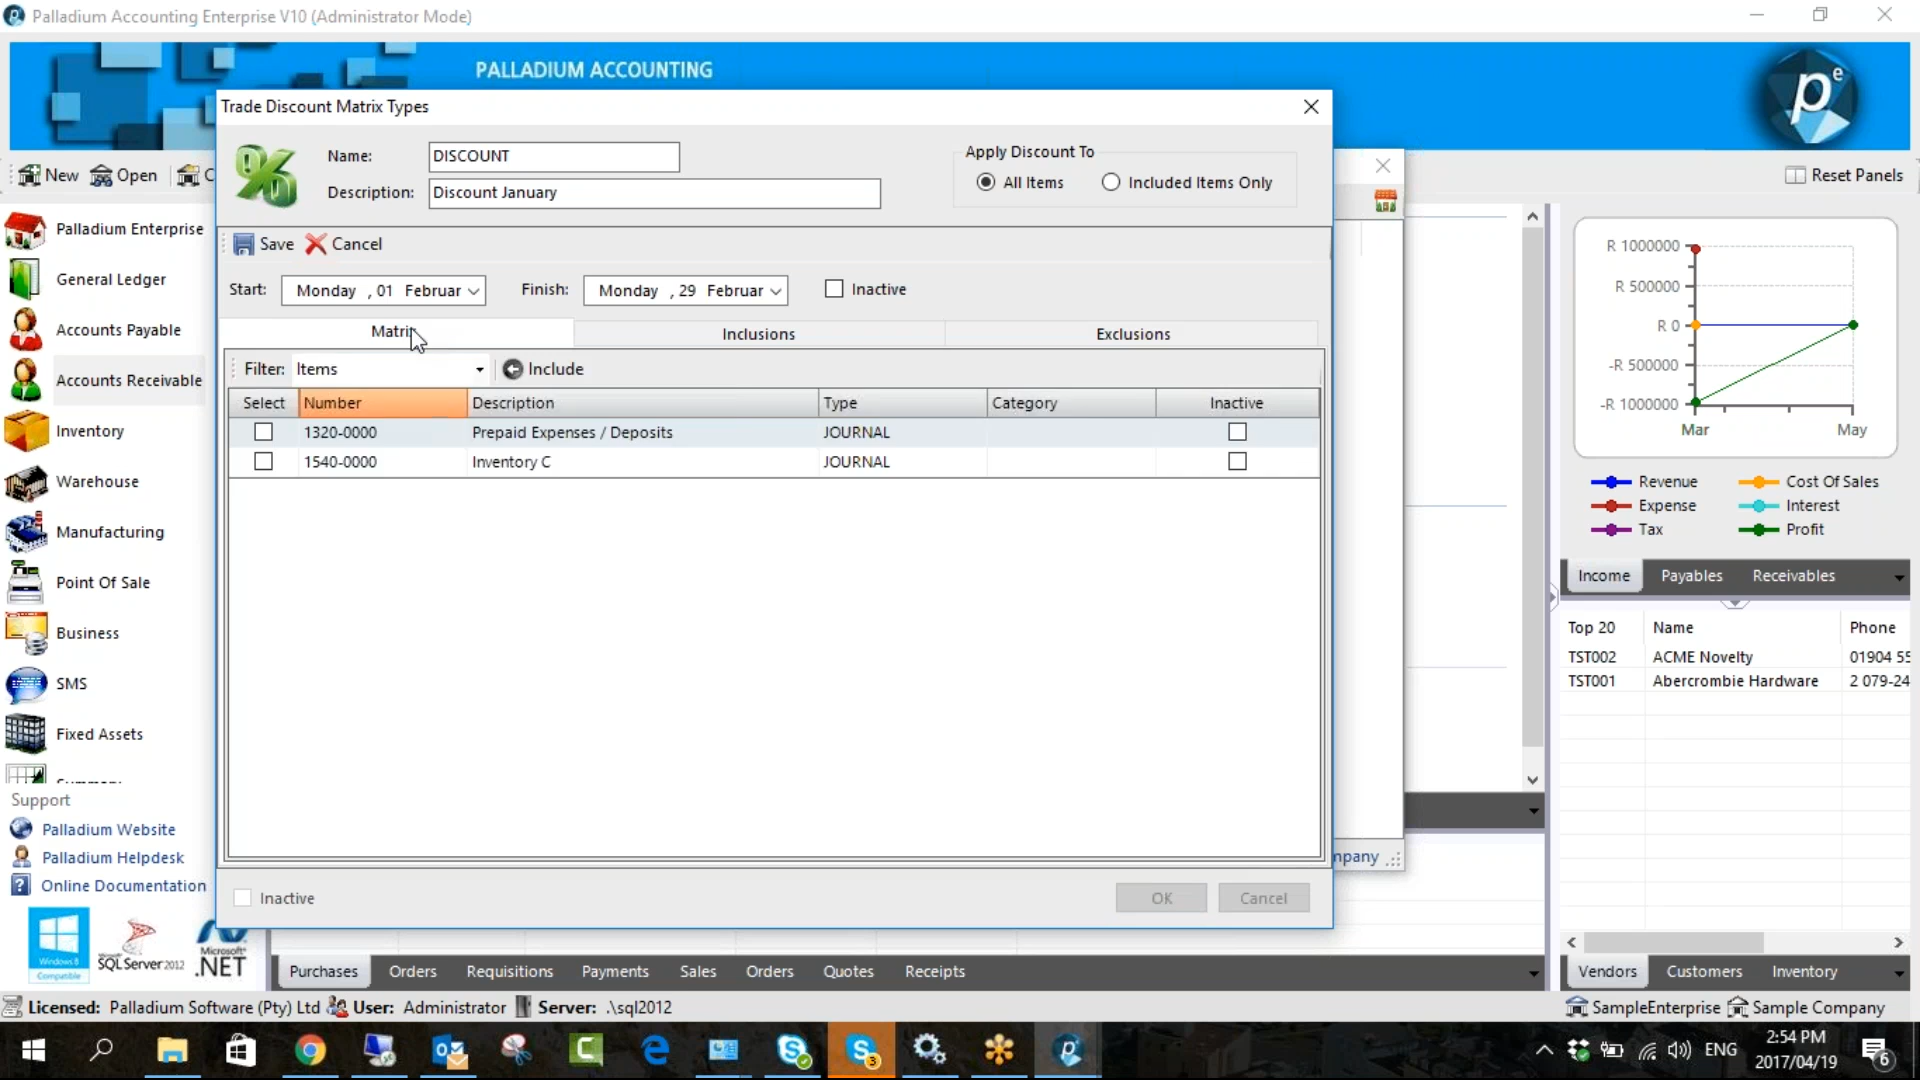 Palladium Accounting Enterprise V10 (Administrator Mode)
PALLADIUM ACCOUNTING
New Open C
Reset Panels
Trade Discount Matrix Types
Name: DISCOUNT
Description: Discount January
Apply Discount To
All Items Included Items Only
Save Cancel
Start: Monday , 01 Februar Finish: Monday , 29 Februar Inactive
Matrix Inclusions Exclusions
Filter: Items Include
Select Number Description Type Category Inactive
1320-0000 Prepaid Expenses / Deposits JOURNAL
1540-0000 Inventory C JOURNAL
Inactive
OK Cancel
mpany
Palladium Enterprise
General Ledger
Accounts Payable
Accounts Receivable
Inventory
Warehouse
Manufacturing
Point Of Sale
Business
SMS
Fixed Assets
Support
Palladium Website
Palladium Helpdesk
Online Documentation
Windows 8
Compatible
SQL Server 2012
Microsoft
.NET
R 1000000
R 500000
R 0
-R 500000
-R 1000000
Mar May
Revenue Cost Of Sales
Expense Interest
Tax Profit
Income Payables Receivables
Top 20 Name Phone
TST002 ACME Novelty 01904 55
TST001 Abercrombie Hardware 2 079-24
Purchases Orders Requisitions Payments Sales Orders Quotes Receipts
Vendors Customers Inventory
Licensed: Palladium Software (Pty) Ltd User: Administrator Server: .\sql2012
SampleEnterprise Sample Company
ENG
2:54 PM
2017/04/19
3
6